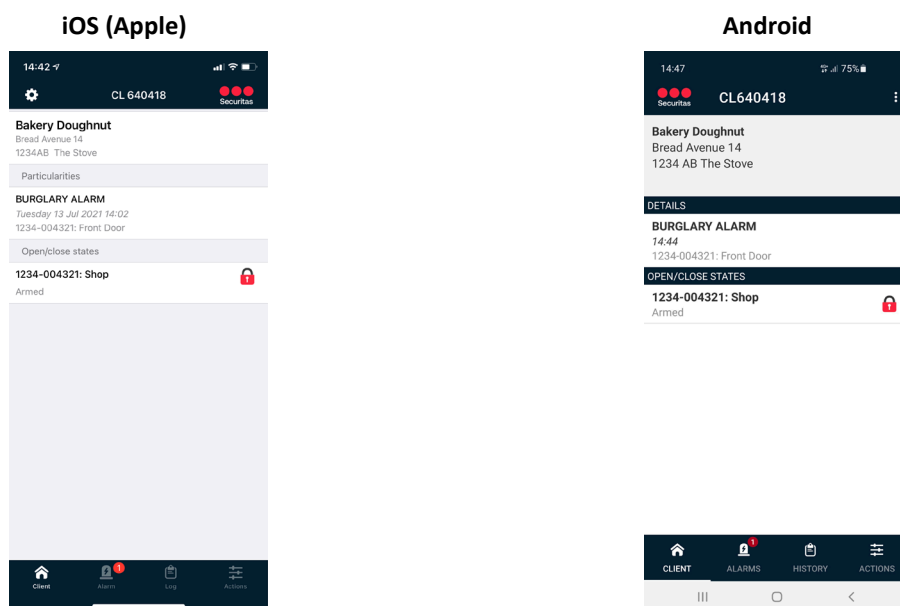 iOS (Apple)
14:42
CL 640418
Securitas
Bakery Doughnut
Bread Avenue 14
1234AB The Stove
Particularities
BURGLARY ALARM
Tuesday 13 Jul 2021 14:02
1234-004321: Front Door
Open/close states
1234-004321: Shop
Armed
1
Client
Alarm
Log
Actions
Android
14:47
75%
Securitas
CL640418
Bakery Doughnut
Bread Avenue 14
1234 AB The Stove
DETAILS
BURGLARY ALARM
14:44
1234-004321: Front Door
OPEN/CLOSE STATES
1234-004321: Shop
Armed
1
CLIENT
ALARMS
HISTORY
ACTIONS